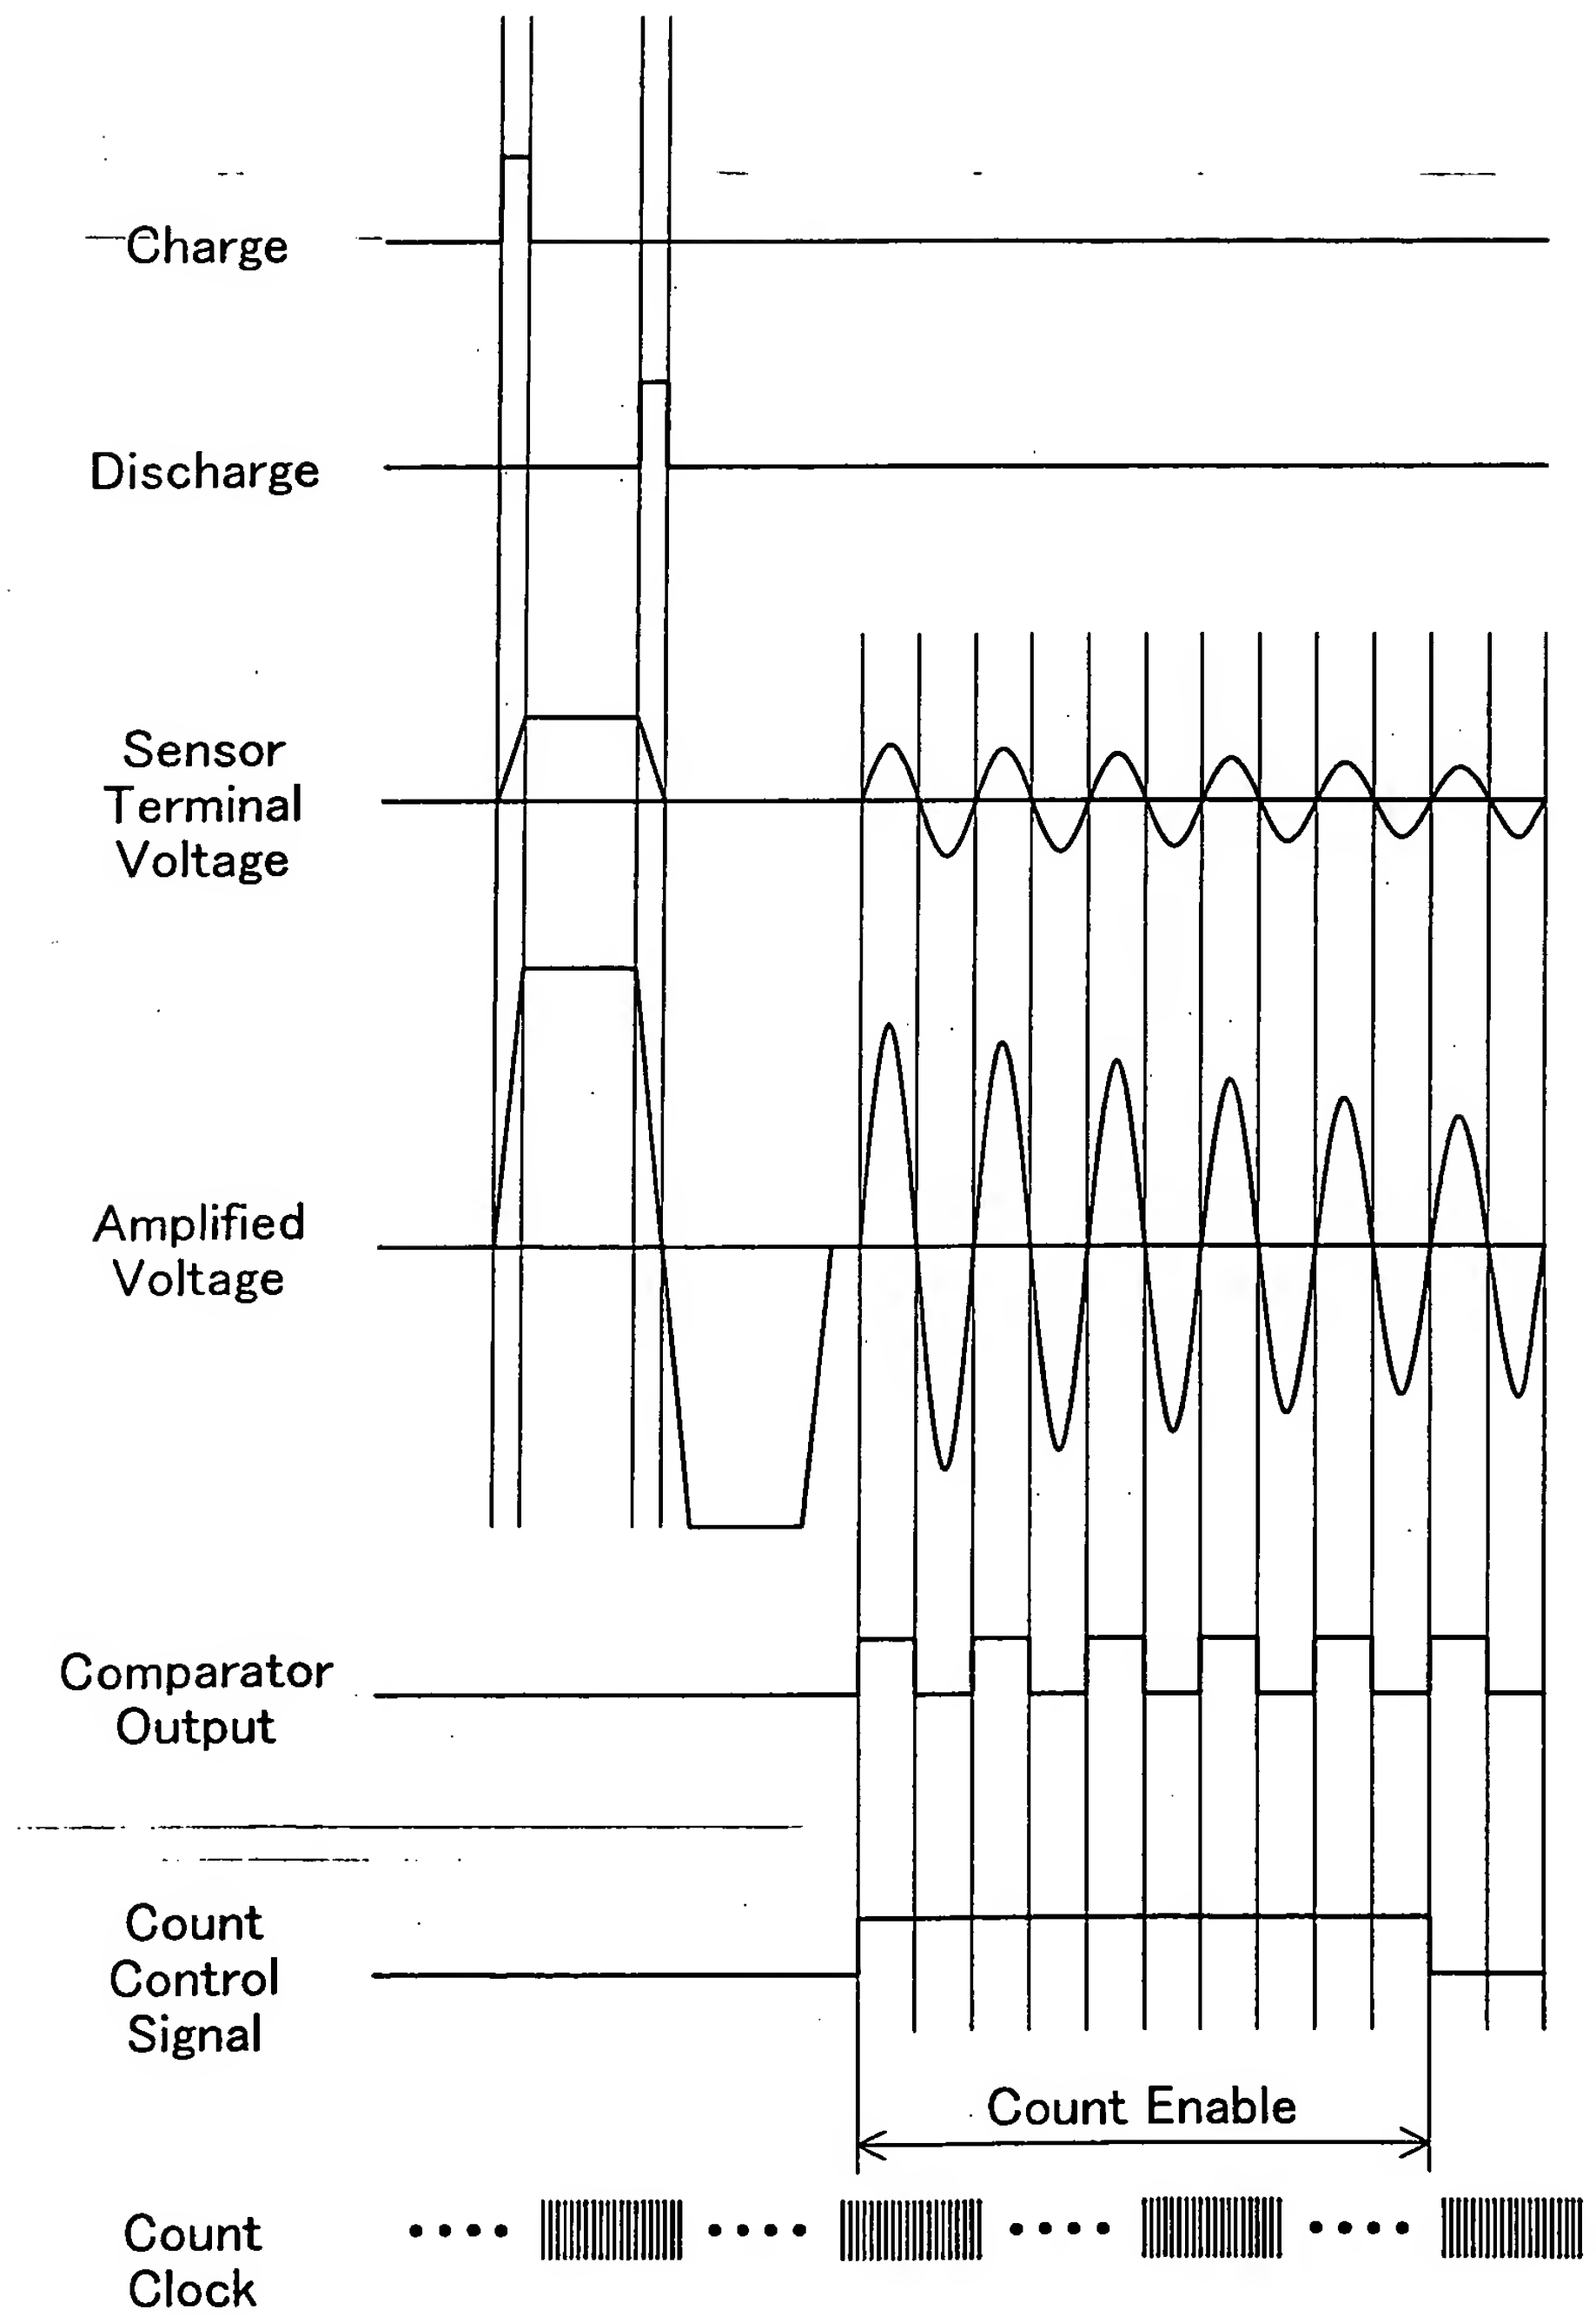 Charge
Discharge
Sensor
Terminal
Voltage
Amplified
Voltage
Comparator
Output
Count
Control
Signal
Count Enable
Count
Clock